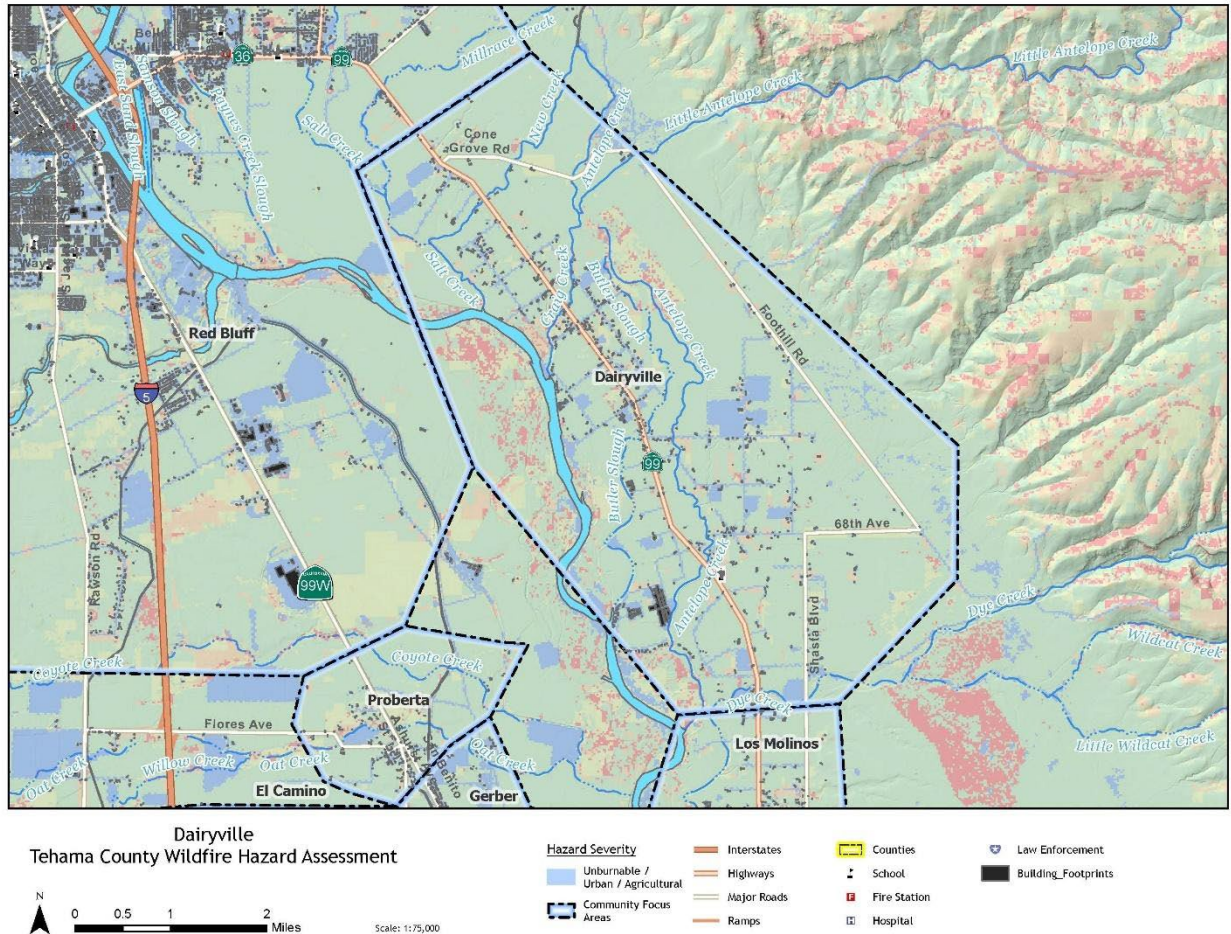 36
99
Millrace Creek
Little Antelope Creek
East Sand Slough
Samson Slough
Paynes Creek Slough
Salt Creek
New Creek
Antelope Creek
Little Antelope Creek
Cone
Grove Rd
Way
Red Bluff
Salt Creek
Craig Creek
Butler Slough
Antelope Creek
Foothill Rd
5
Dairyville
99
Butler Slough
68th Ave
Rawson Rd
99W
Antelope Creek
Shasta Blvd
Dye Creek
Wildcat Creek
Coyote Creek
Coyote Creek
Proberta
Dye Creek
Flores Ave
Los Molinos
Little Wildcat Creek
Oat Creek
Willow Creek
Oat Creek
Oat Creek
El Camino
Gerber
Dairyville
Tehama County Wildfire Hazard Assessment
N
0 0.5 1 2
Miles
Scale: 1:75,000
Hazard Severity
Unburnable /
Urban / Agricultural
Community Focus
Areas
Interstates
Highways
Major Roads
Ramps
Counties
School
F Fire Station
H Hospital
Law Enforcement
Building_Footprints